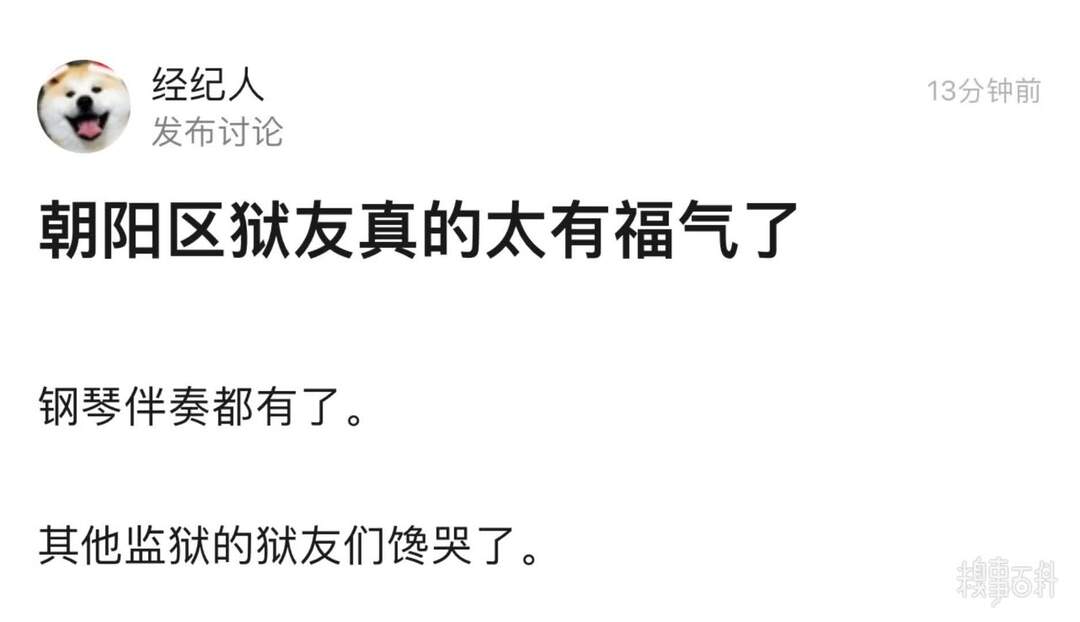 经纪人
13分钟前
发布讨论
朝阳区狱友真的太有福气了
钢琴伴奏都有了。
其他监狱的狱友们馋哭了。
糗事百科